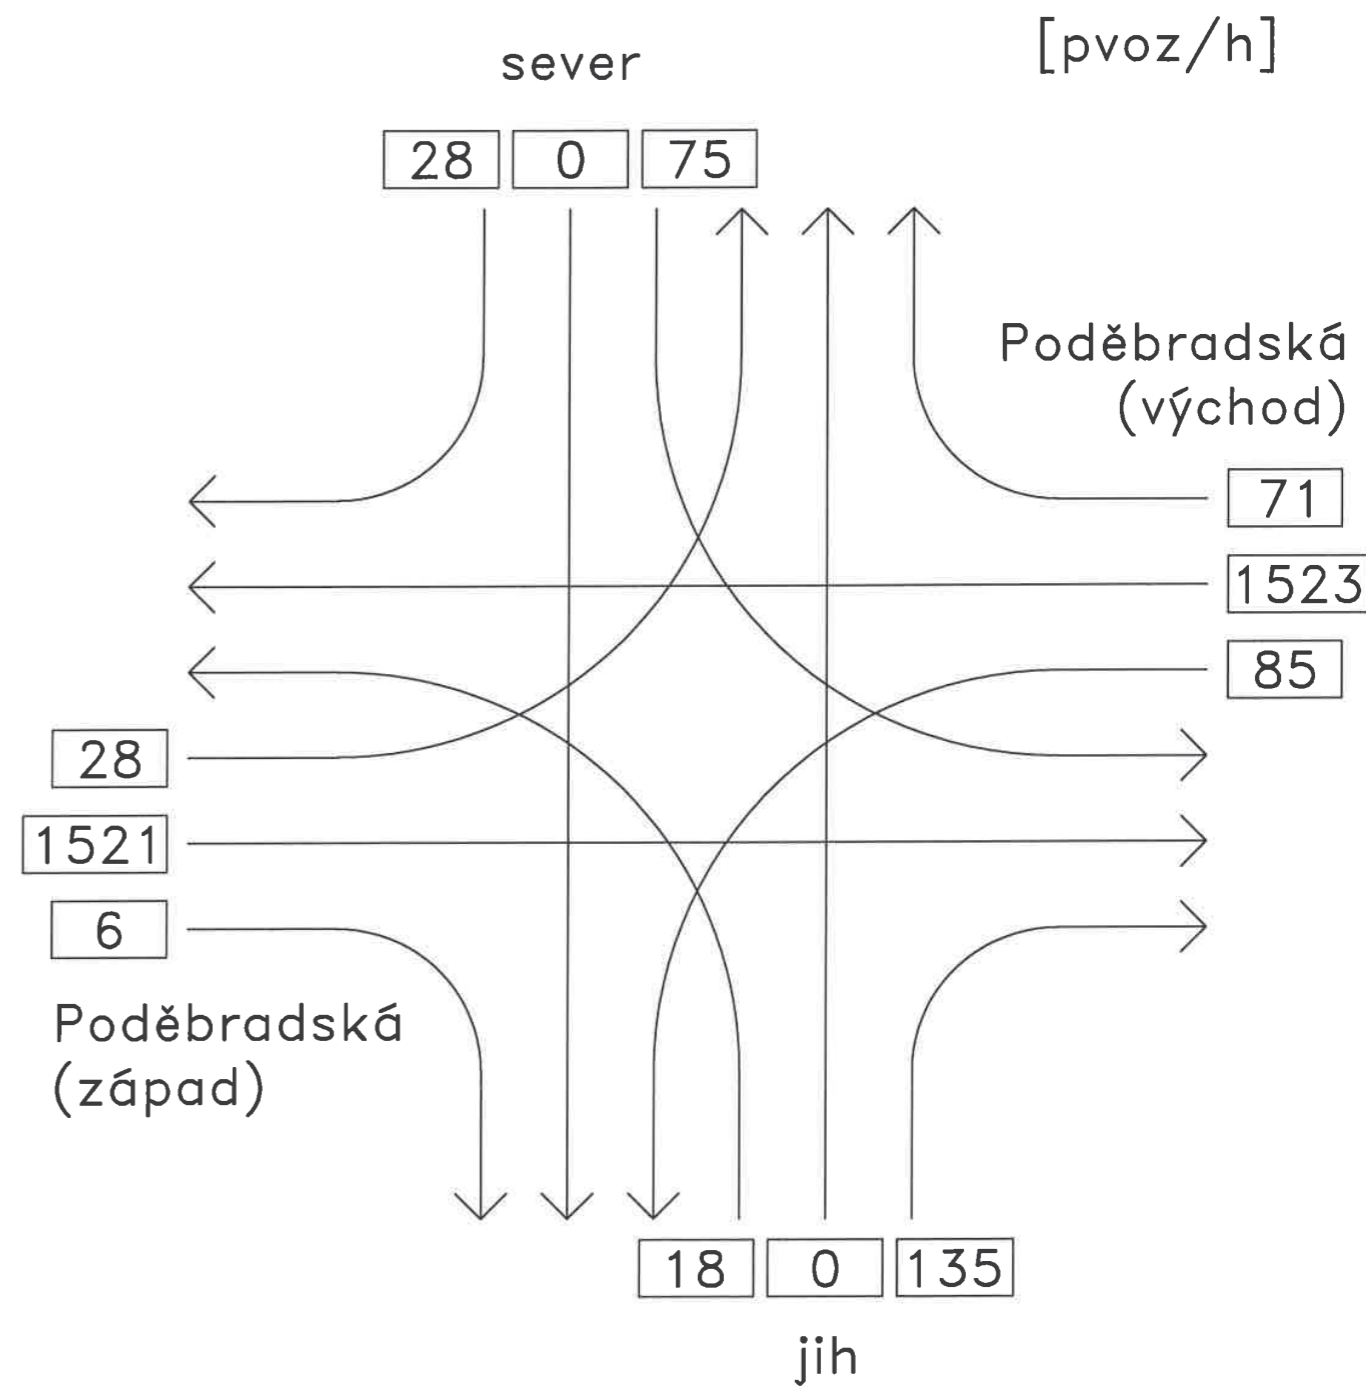 [pvoz/h]
sever
28 0 75
Poděbradská
(východ)
71
1523
85
28
1521
6
Poděbradská
(západ)
18 0 135
jih